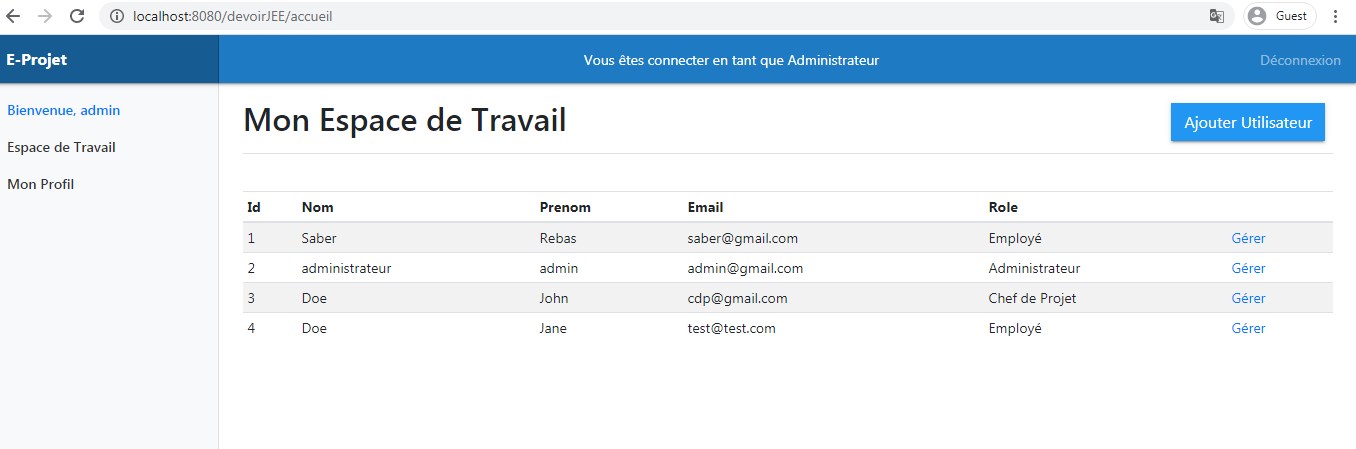 localhost:8080/devoirJEE/accueil Guest
E-Projet Vous êtes connecter en tant que Administrateur Déconnexion
Bienvenue, admin
Espace de Travail
Mon Profil
Mon Espace de Travail Ajouter Utilisateur
Id Nom Prenom Email Role
1 Saber Rebas saber@gmail.com Employé Gérer
2 administrateur admin admin@gmail.com Administrateur Gérer
3 Doe John cdp@gmail.com Chef de Projet Gérer
4 Doe Jane test@test.com Employé Gérer